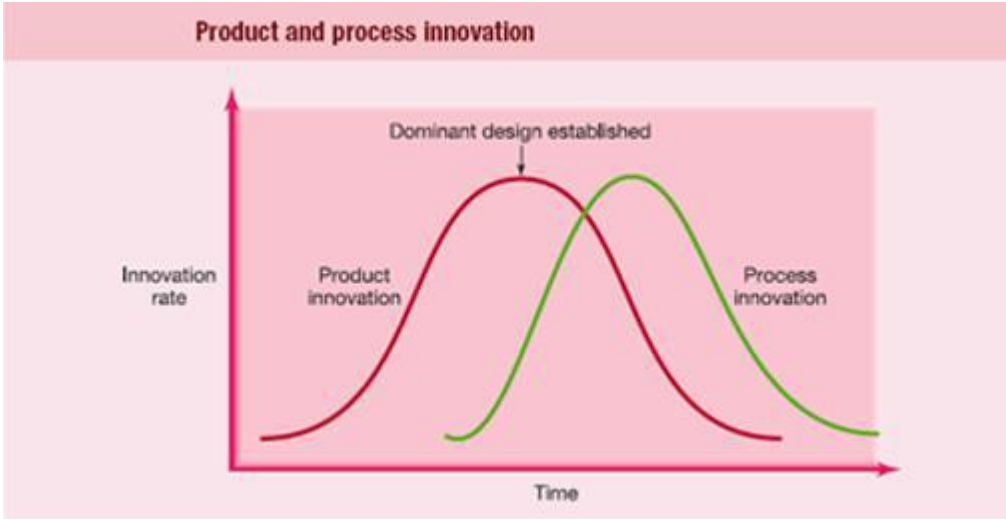 Product and process innovation
Dominant design established
Innovation
rate
Product
innovation
Process
innovation
Time